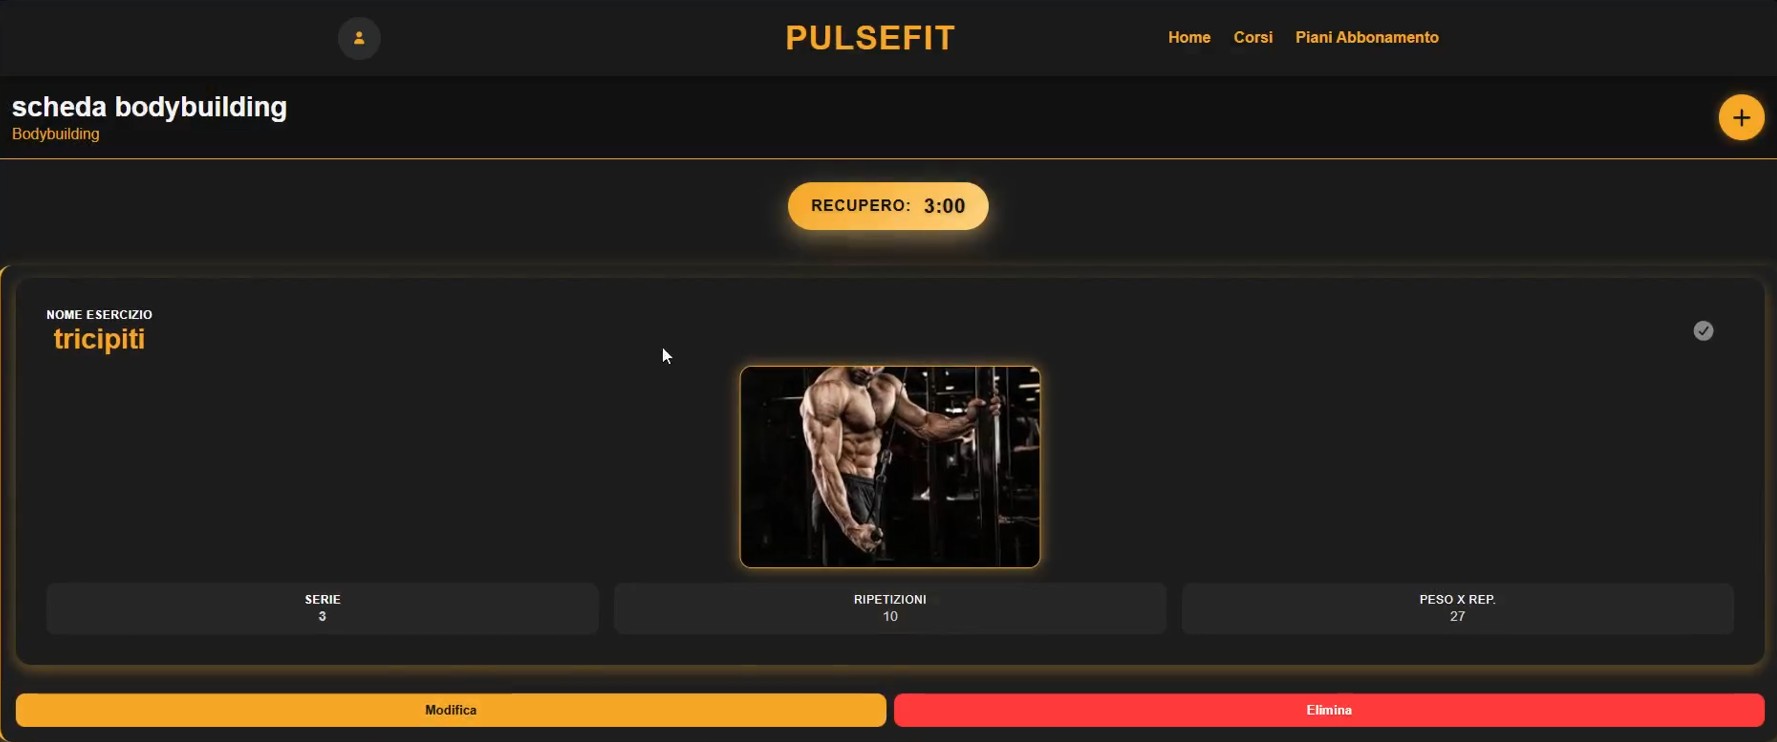 PULSEFIT
Home Corsi Piani Abbonamento
scheda bodybuilding
Bodybuilding
RECUPERO: 3:00
NOME ESERCIZIO
tricipiti
SERIE
3
RIPETIZIONI
10
PESO X REP.
27
Modifica
Elimina